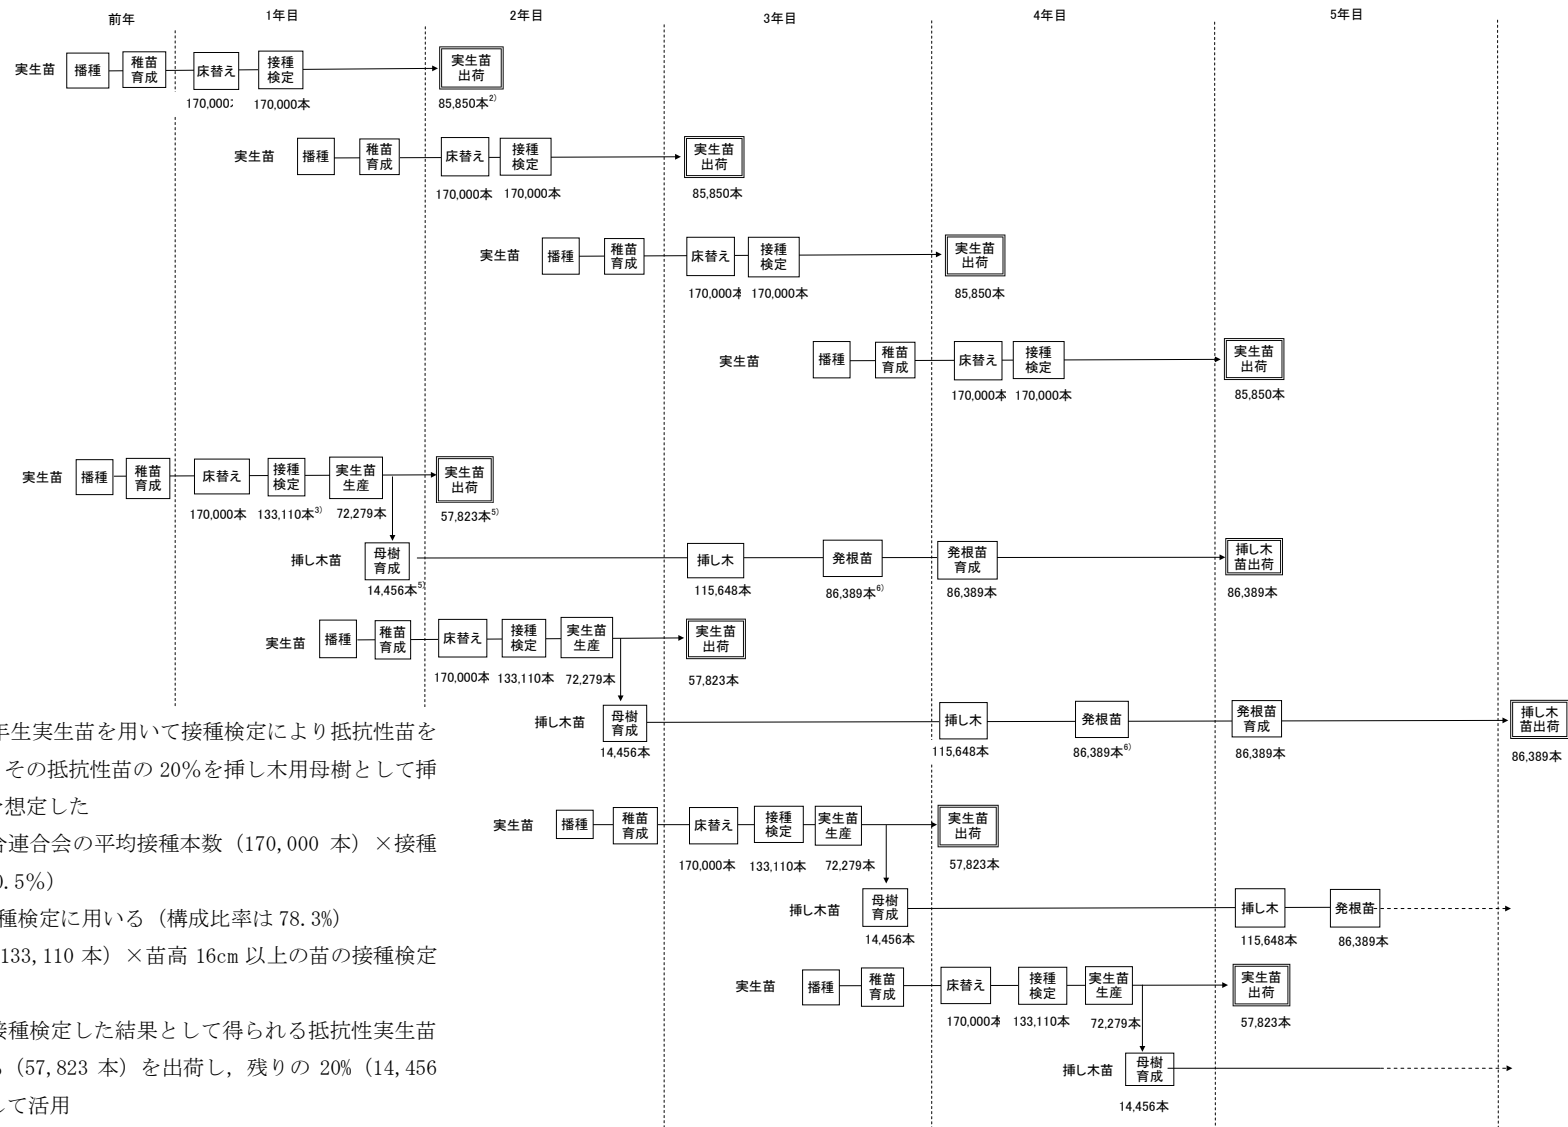 前年
1年目
2年目
3年目
4年目
5年目
実生苗
播種
稚苗
育成
床替え
接種
検定
実生苗
出荷
170,000
170,000本
85,850本2)
実生苗
播種
稚苗
育成
床替え
接種
検定
実生苗
出荷
170,000本
170,000本
85,850本
実生苗
播種
稚苗
育成
床替え
接種
検定
実生苗
出荷
170,000本
170,000本
85,850本
実生苗
播種
稚苗
育成
床替え
接種
検定
実生苗
出荷
170,000本
170,000本
85,850本
実生苗
播種
稚苗
育成
床替え
接種
検定
実生苗
生産
実生苗
出荷
170,000本
133,110本3)
72,279本
57,823本5)
挿し木苗
母樹
育成
挿し木
発根苗
発根苗
育成
挿し木
苗出荷
14,456本5)
115,648本
86,389本6)
86,389本
86,389本
実生苗
播種
稚苗
育成
床替え
接種
検定
実生苗
生産
実生苗
出荷
170,000本
133,110本
72,279本
57,823本
挿し木苗
母樹
育成
挿し木
発根苗
発根苗
育成
挿し木
苗出荷
14,456本
115,648本
86,389本6)
86,389本
86,389本
実生苗
播種
稚苗
育成
床替え
接種
検定
実生苗
生産
実生苗
出荷
170,000本
133,110本
72,279本
57,823本
挿し木苗
母樹
育成
挿し木
発根苗
14,456本
115,648本
86,389本
実生苗
播種
稚苗
育成
床替え
接種
検定
実生苗
生産
実生苗
出荷
170,000本
133,110本
72,279本
57,823本
挿し木苗
母樹
育成
14,456本
年生実生苗を用いて接種検定により抵抗性苗を
その抵抗性苗の 20%を挿し木用母樹として挿
想定した
合連合会の平均接種本数（170,000 本）×接種
0.5%）
種検定に用いる（構成比率は 78.3%）
133,110 本）×苗高 16cm 以上の苗の接種検定
接種検定した結果として得られる抵抗性実生苗
（57,823 本）を出荷し，残りの 20%（14,456
して活用